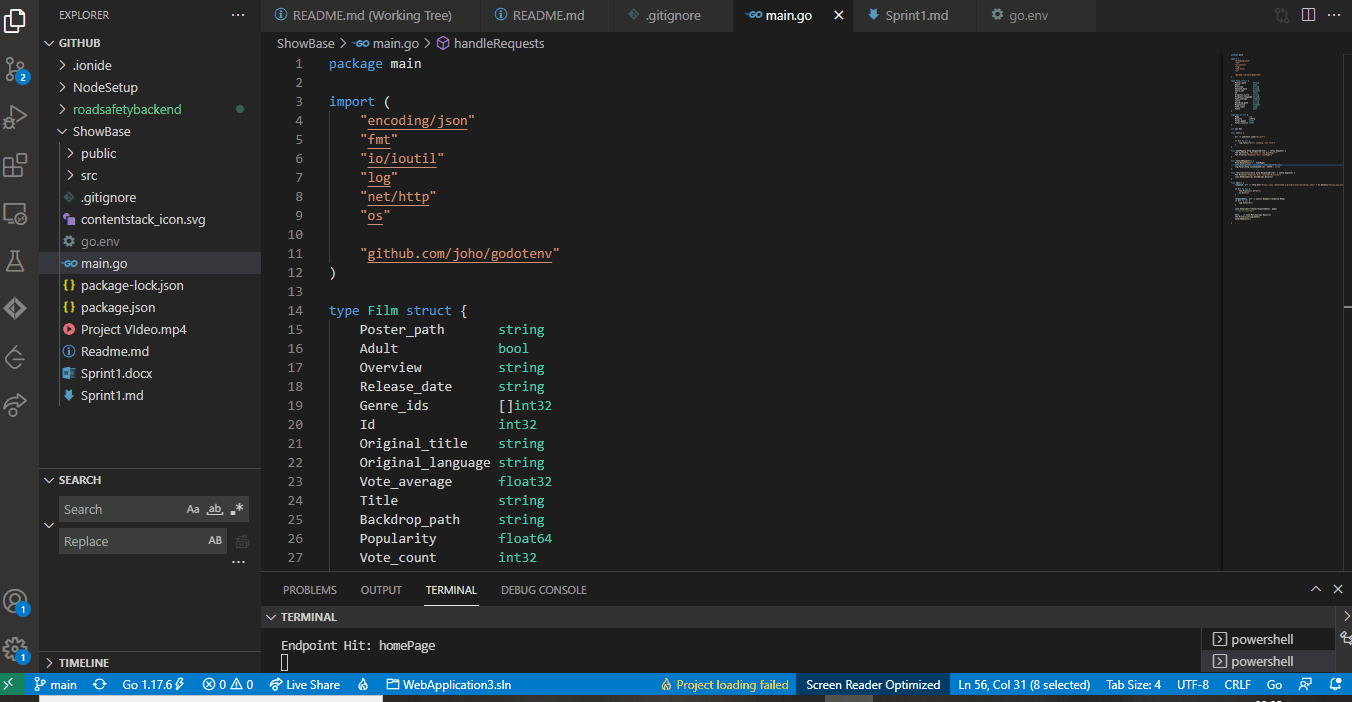 EXPLORER
GITHUB
.ionide
NodeSetup
roadsafetybackend
ShowBase
public
src
.gitignore
contentstack_icon.svg
go.env
main.go
package-lock.json
package.json
Project VIdeo.mp4
Readme.md
Sprint1.docx
Sprint1.md
SEARCH
Search Aa ab .*
Replace AB
TIMELINE
2
1
1
README.md (Working Tree) README.md .gitignore main.go Sprint1.md go.env
ShowBase > main.go > handleRequests
1 package main
2
3 import (
4 "encoding/json"
5 "fmt"
6 "io/ioutil"
7 "log"
8 "net/http"
9 "os"
10
11 "github.com/joho/godotenv"
12 )
13
14 type Film struct {
15 Poster_path string
16 Adult bool
17 Overview string
18 Release_date string
19 Genre_ids []int32
20 Id int32
21 Original_title string
22 Original_language string
23 Vote_average float32
24 Title string
25 Backdrop_path string
26 Popularity float64
27 Vote_count int32
PROBLEMS OUTPUT TERMINAL DEBUG CONSOLE
TERMINAL
Endpoint Hit: homePage
powershell
powershell
main Go 1.17.6 0 0 Live Share WebApplication3.sln Project loading failed Screen Reader Optimized Ln 56, Col 31 (8 selected) Tab Size: 4 UTF-8 CRLF Go